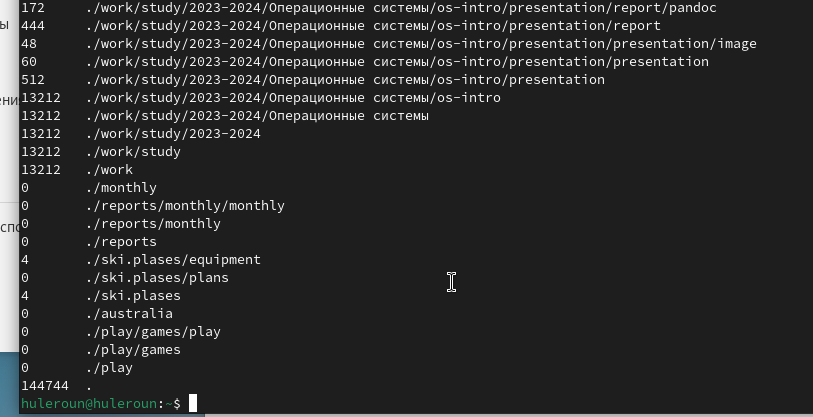 172     ./work/study/2023-2024/Операционные системы/os-intro/presentation/report/pandoc
444     ./work/study/2023-2024/Операционные системы/os-intro/presentation/report
48      ./work/study/2023-2024/Операционные системы/os-intro/presentation/presentation/image
60      ./work/study/2023-2024/Операционные системы/os-intro/presentation/presentation
512     ./work/study/2023-2024/Операционные системы/os-intro/presentation
13212   ./work/study/2023-2024/Операционные системы/os-intro
13212   ./work/study/2023-2024/Операционные системы
13212   ./work/study/2023-2024
13212   ./work/study
13212   ./work
0       ./monthly
0       ./reports/monthly/monthly
0       ./reports/monthly
0       ./reports
4       ./ski.plases/equipment
0       ./ski.plases/plans
4       ./ski.plases
0       ./australia
0       ./play/games/play
0       ./play/games
0       ./play
144744  .
huleroun@huleroun:~$